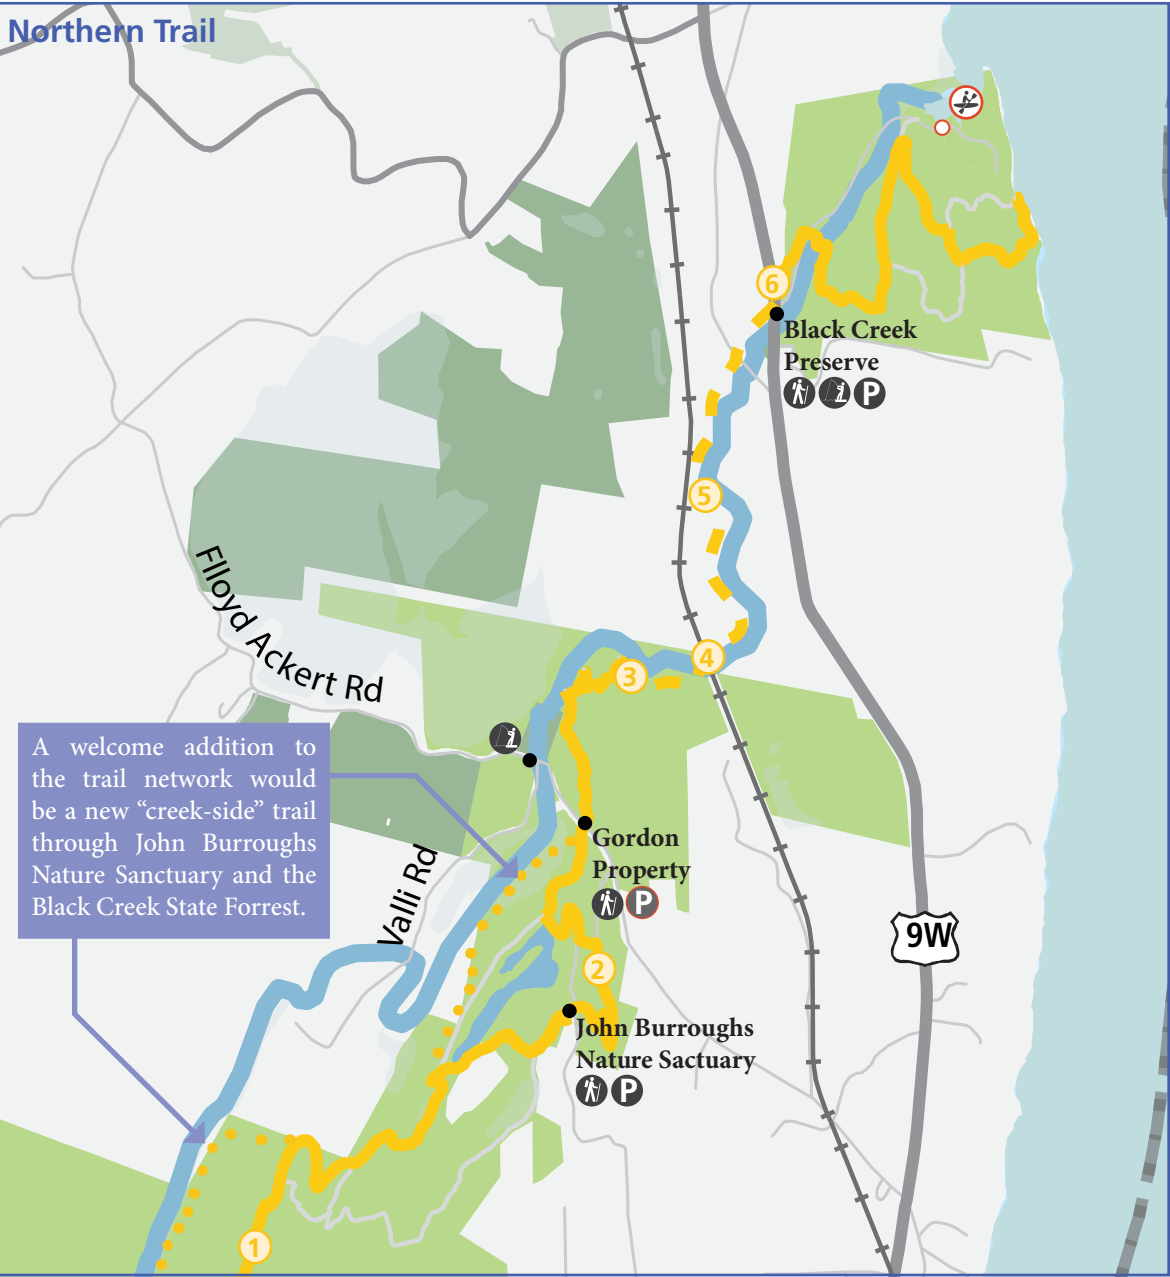 Northern Trail
6
Black Creek
Preserve
P
5
Flloyd Ackert Rd
4
3
A welcome addition to
the trail network would
be a new “creek-side” trail
through John Burroughs
Nature Sanctuary and the
Black Creek State Forrest.
Gordon
Property
P
Valli Rd
9W
2
John Burroughs
Nature Sactuary
P
1